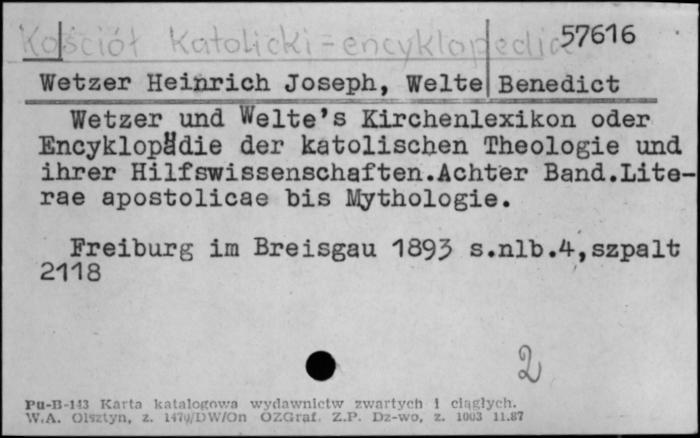 Kościół Katolicki - encyklopedie
57616
Wetzer Heinrich Joseph, Welte Benedict
Wetzer und Welte's Kirchenlexikon oder
Encyklopädie der katolischen Theologie und
ihrer Hilfswissenschaften.Achter Band.Lite-
rae apostolicae bis Mythologie.
Freiburg im Breisgau 1893 s.nlb.4,szpalt
2118
2
Pu-B-143 Karta katalogowa wydawnictw zwartych i ciągłych.
W.A. Olsztyn, z. 1470/DW/On OZGraf. Z.P. Dz-wo, z. 1003 11.87